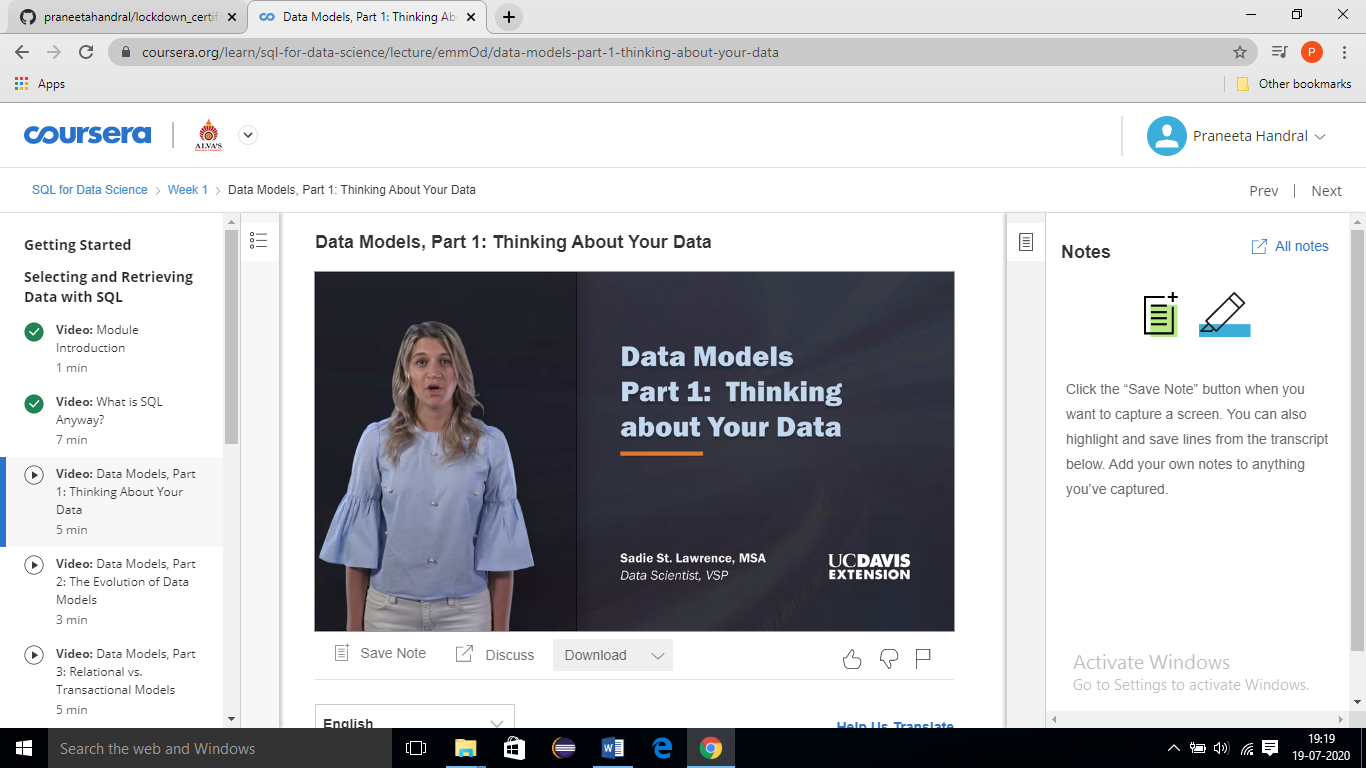 praneetahandral/lockdown_certif
Data Models, Part 1: Thinking Ab
coursera.org/learn/sql-for-data-science/lecture/emmOd/data-models-part-1-thinking-about-your-data
P
Apps
Other bookmarks
coursera
ALVA'S
Praneeta Handral
SQL for Data Science > Week 1 > Data Models, Part 1: Thinking About Your Data
Prev | Next
Getting Started
Selecting and Retrieving
Data with SQL
Video: Module
Introduction
1 min
Video: What is SQL
Anyway?
7 min
Video: Data Models, Part
1: Thinking About Your
Data
5 min
Video: Data Models, Part
2: The Evolution of Data
Models
3 min
Video: Data Models, Part
3: Relational vs.
Transactional Models
5 min
Data Models, Part 1: Thinking About Your Data
Data Models
Part 1: Thinking
about Your Data
Sadie St. Lawrence, MSA
Data Scientist, VSP
UCDAVIS
EXTENSION
Save Note
Discuss
Download
English
Help Us Translate
Notes
All notes
Click the “Save Note” button when you
want to capture a screen. You can also
highlight and save lines from the transcript
below. Add your own notes to anything
you’ve captured.
Activate Windows
Go to Settings to activate Windows.
Search the web and Windows
19:19
19-07-2020